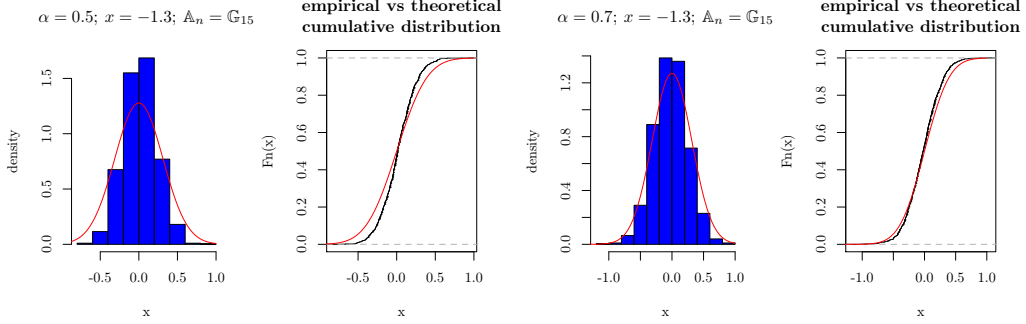 α = 0.5; x = −1.3; 𝔸ₙ = 𝔾₁₅
density
0.0 0.5 1.0 1.5
-0.5 0.0 0.5 1.0
x
empirical vs theoretical
cumulative distribution
Fn(x)
0.0 0.2 0.4 0.6 0.8 1.0
0.0 0.5 1.0
x
α = 0.7; x = −1.3; 𝔸ₙ = 𝔾₁₅
density
0.0 0.4 0.8 1.2
-1.0 0.0 0.5 1.0
x
empirical vs theoretical
cumulative distribution
Fn(x)
0.0 0.2 0.4 0.6 0.8 1.0
-1.0 0.0 0.5 1.0
x